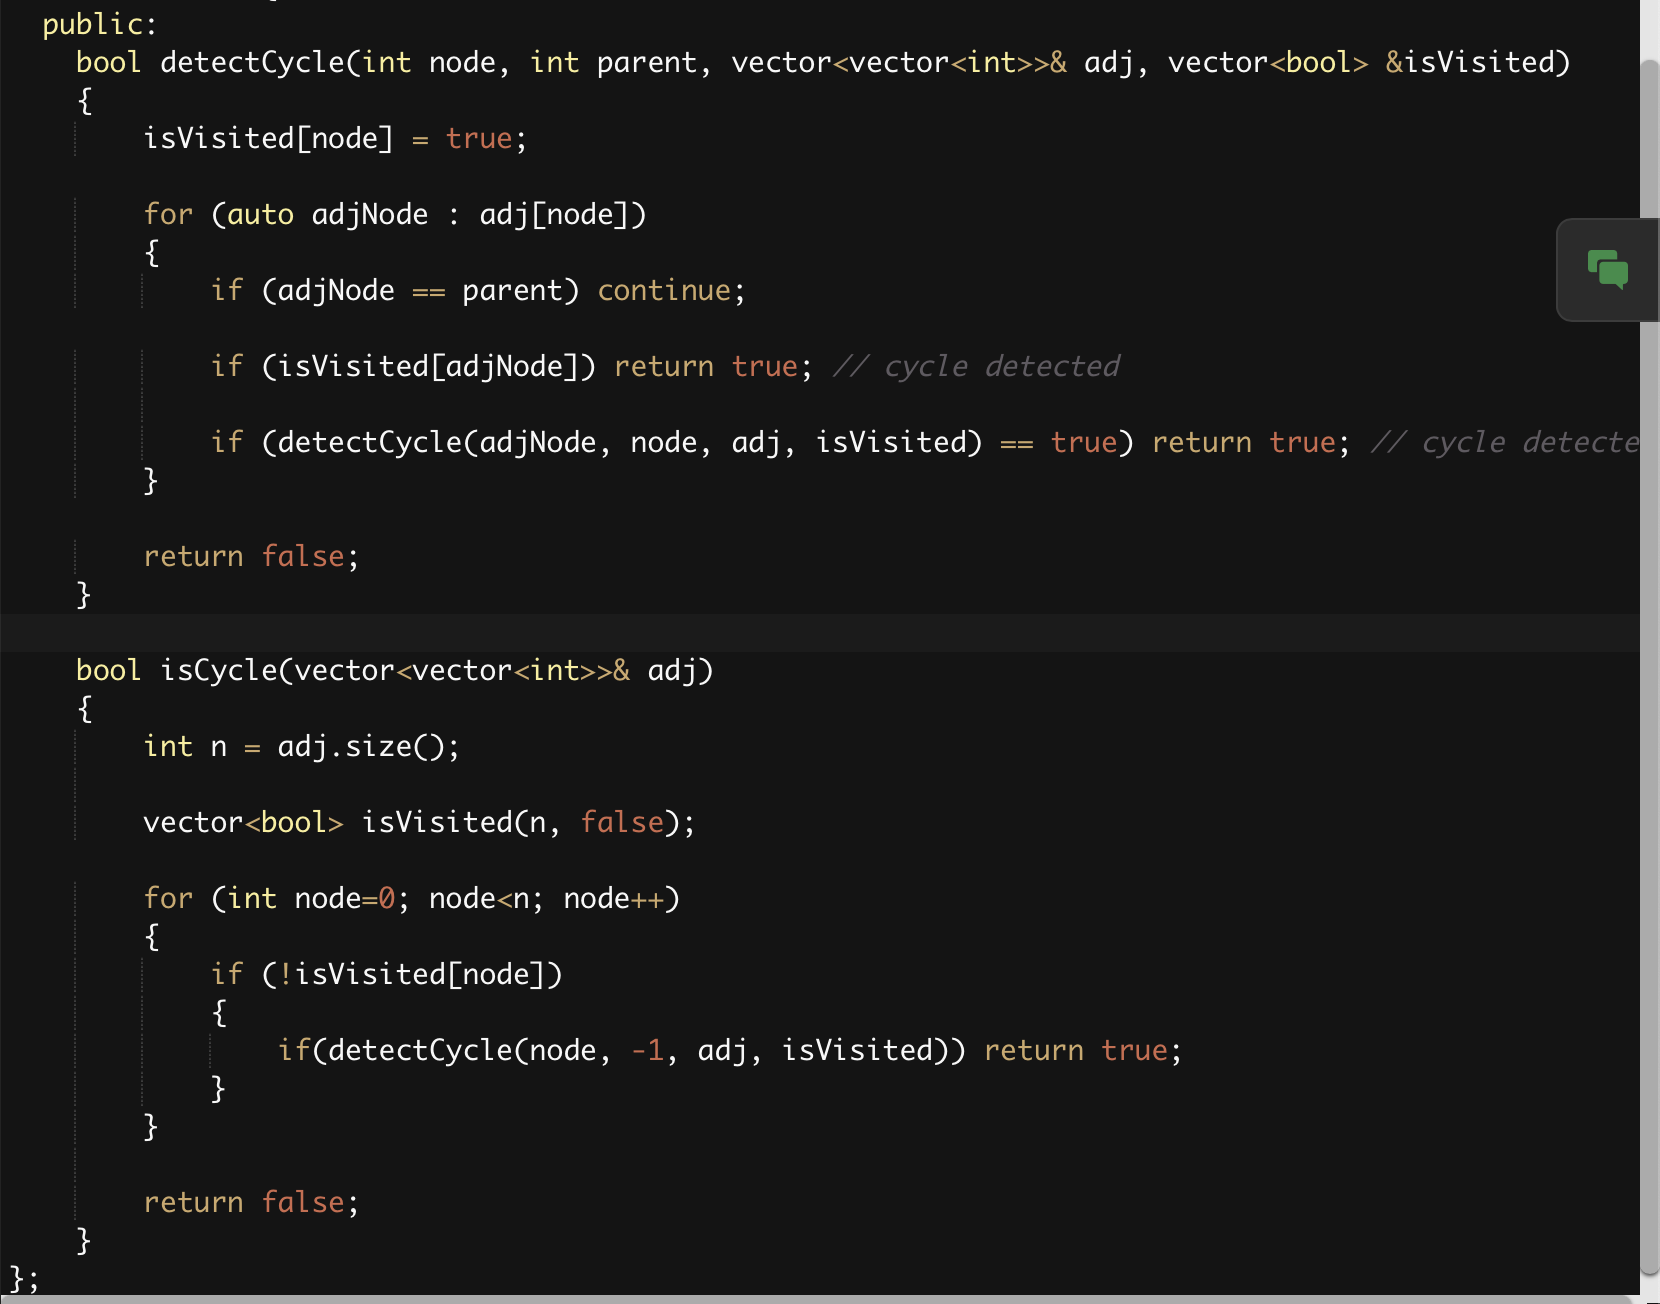 public:
bool detectCycle(int node, int parent, vector<vector<int>>& adj, vector<bool> &isVisited)
{
isVisited[node] = true;
for (auto adjNode : adj[node])
{
if (adjNode == parent) continue;
if (isVisited[adjNode]) return true; // cycle detected
if (detectCycle(adjNode, node, adj, isVisited) == true) return true; // cycle detecte
}
return false;
}
bool isCycle(vector<vector<int>>& adj)
{
int n = adj.size();
vector<bool> isVisited(n, false);
for (int node=0; node<n; node++)
{
if (!isVisited[node])
{
if(detectCycle(node, -1, adj, isVisited)) return true;
}
}
return false;
}
};